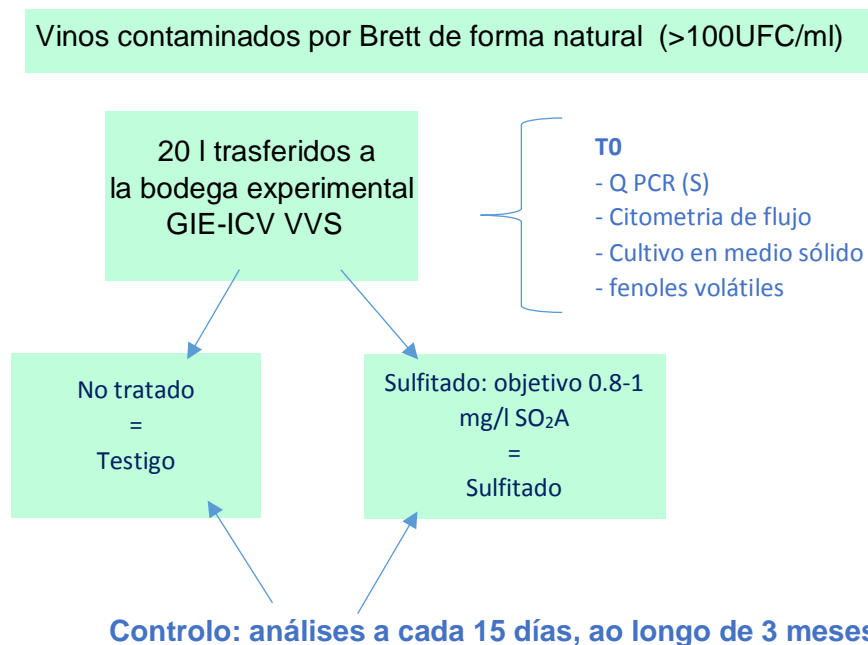 Vinos contaminados por Brett de forma natural (>100UFC/ml)
20 l trasferidos a
la bodega experimental
GIE-ICV VVS
T0
- Q PCR (S)
- Citometria de flujo
- Cultivo en medio sólido
- fenoles volátiles
No tratado
=
Testigo
Sulfitado: objetivo 0.8-1
mg/l SO₂A
=
Sulfitado
Controlo: análises a cada 15 días, ao longo de 3 meses